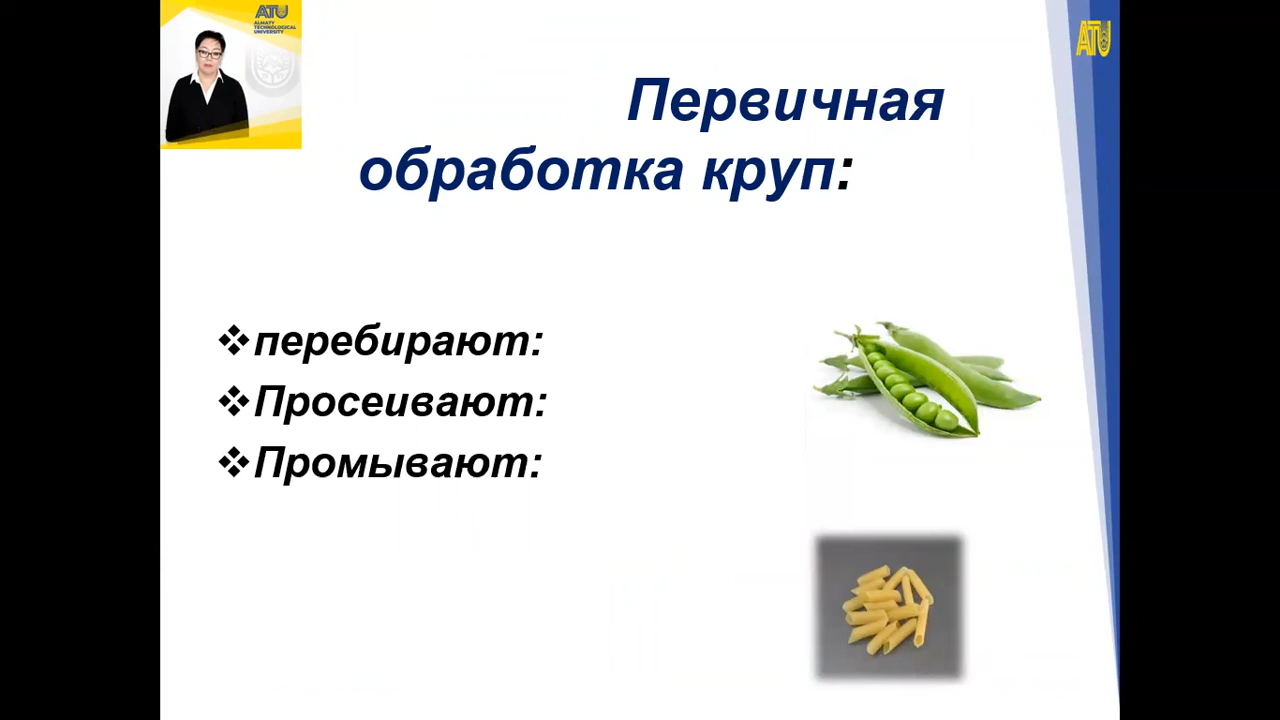 ATU
ALMATY
TECHNOLOGICAL
UNIVERSITY
ATU
Первичная
обработка круп:
❖перебирают:
❖Просеивают:
❖Промывают: